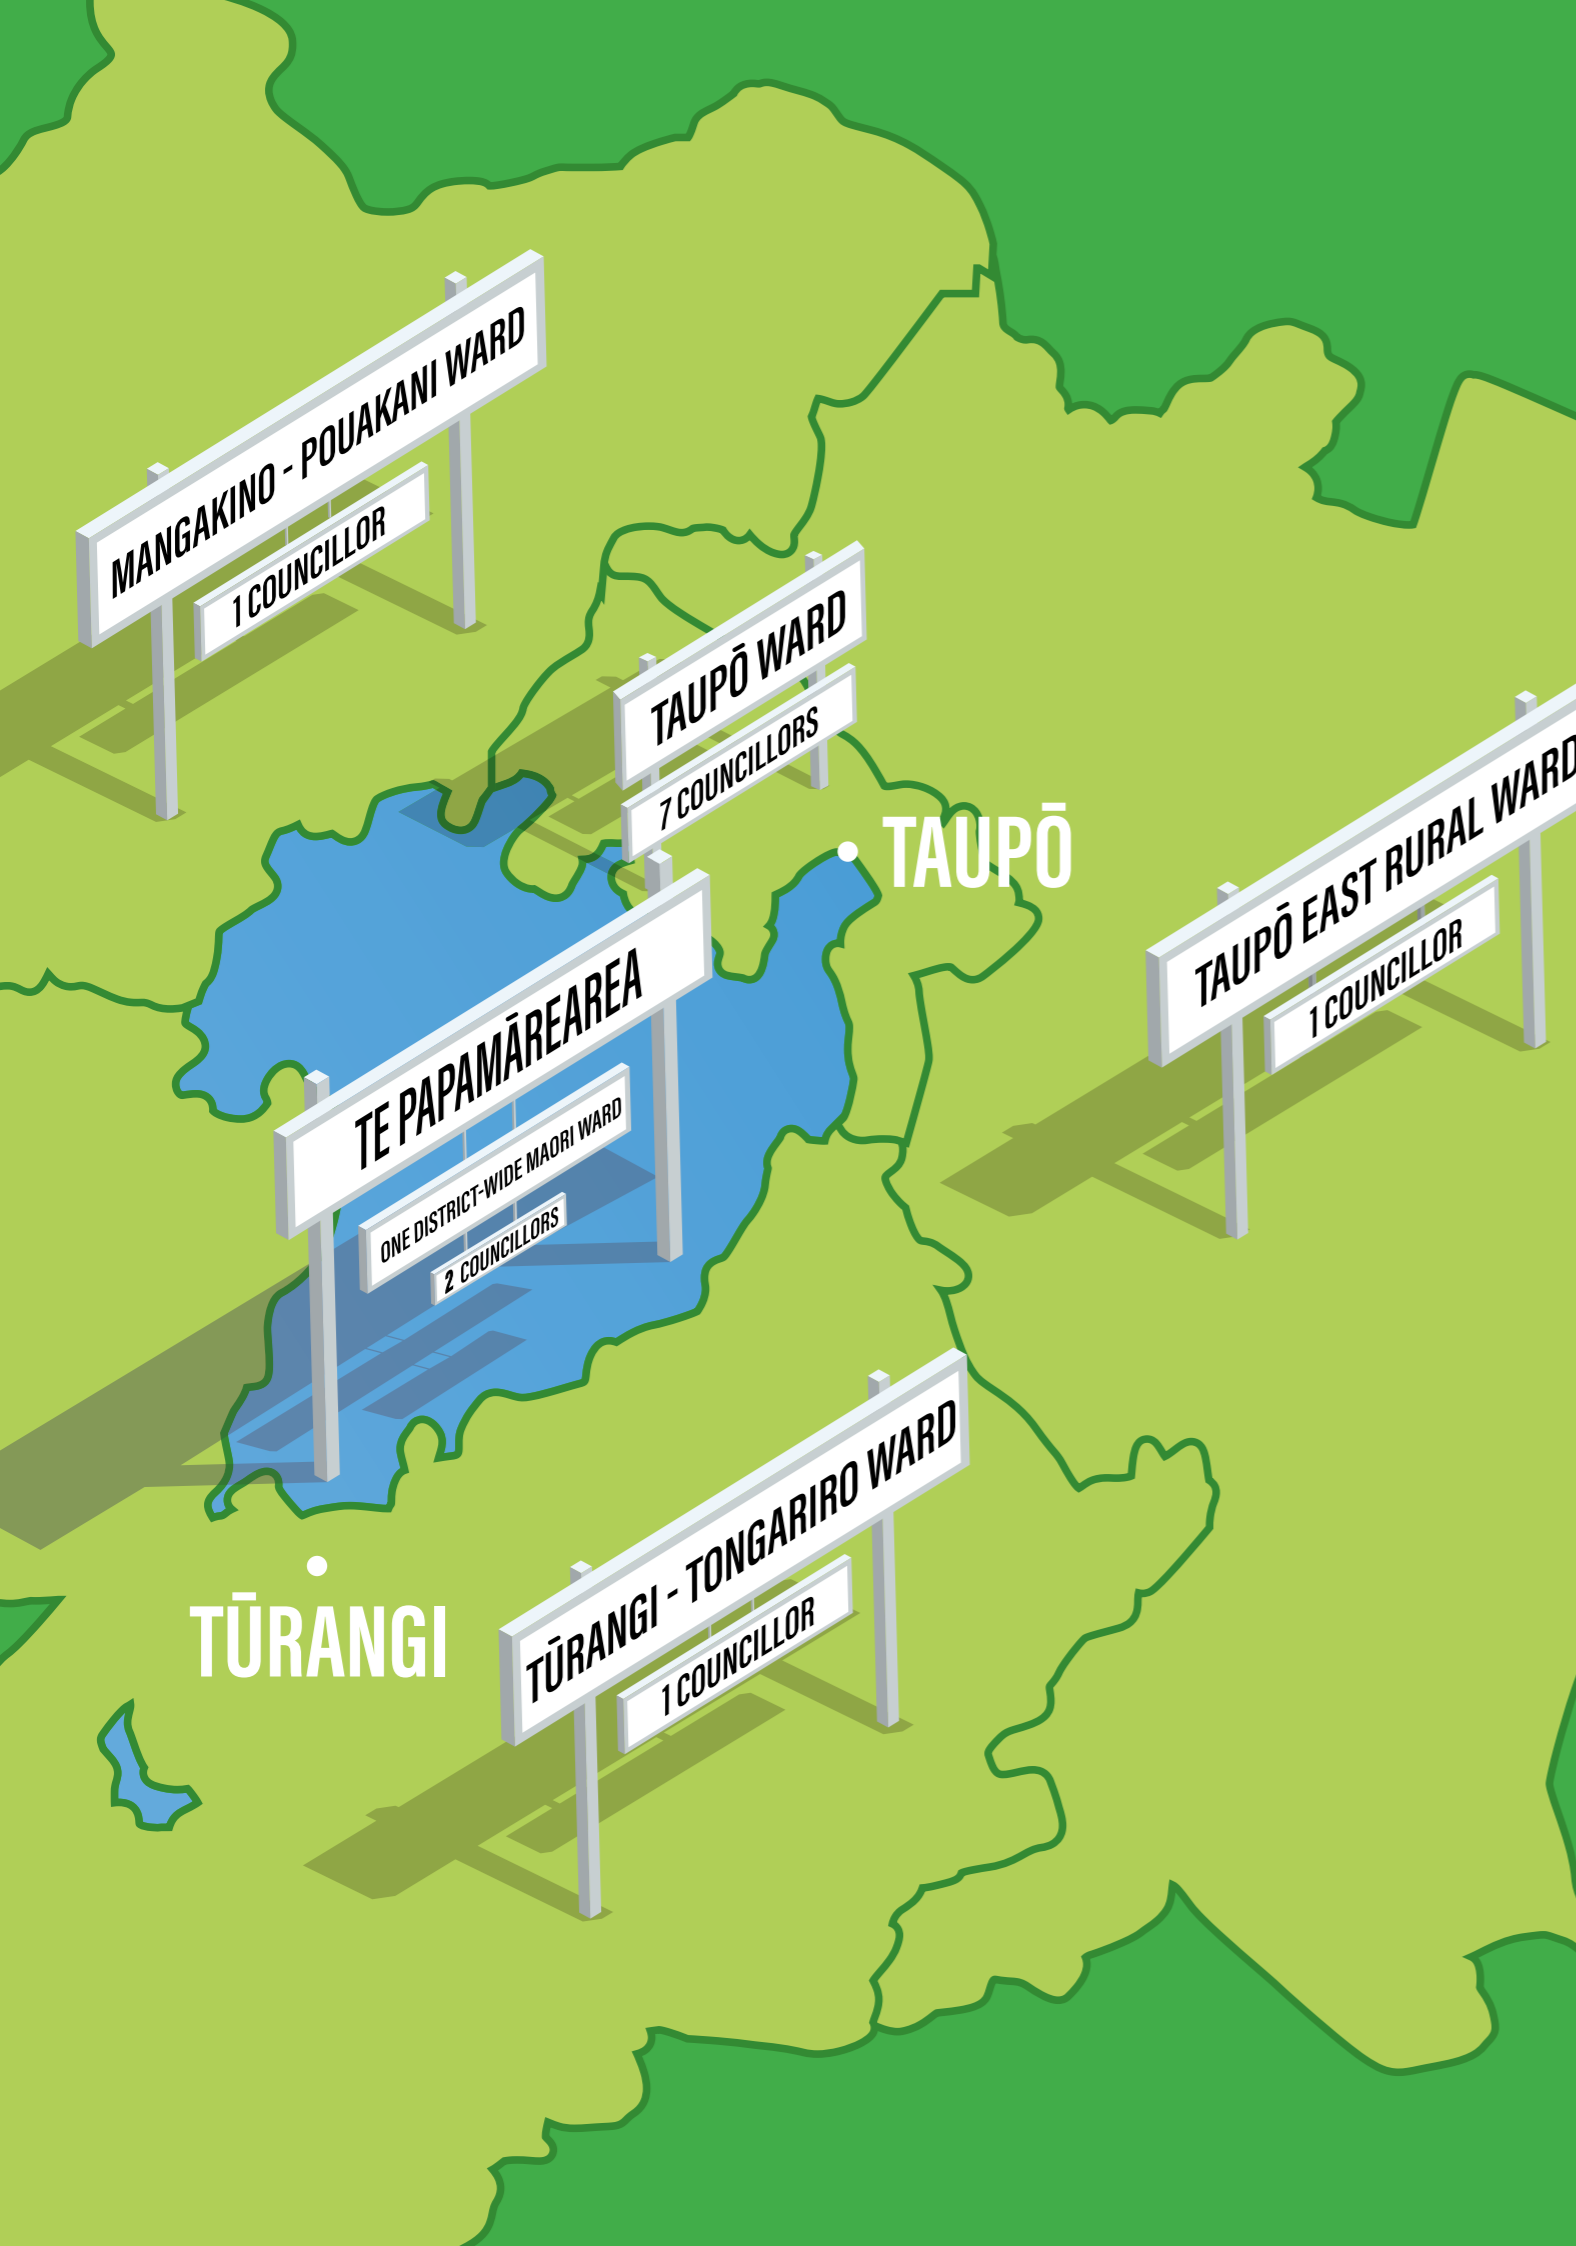 MANGAKINO - POUAKANI WARD
1 COUNCILLOR
TAUPŌ WARD
7 COUNCILLORS
TAUPŌ
TAUPŌ EAST RURAL WARD
1 COUNCILLOR
TE PAPAMĀREAREA
ONE DISTRICT-WIDE MAORI WARD
2 COUNCILLORS
TŪRANGI - TONGARIRO WARD
1 COUNCILLOR
TŪRANGI